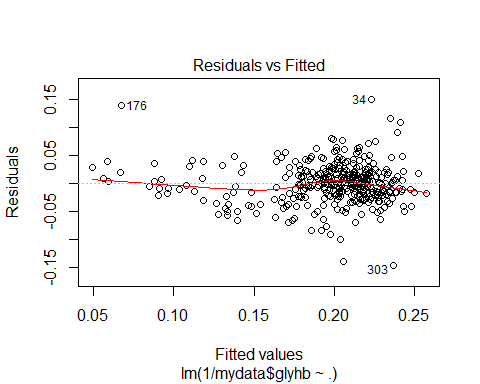 Residuals vs Fitted
Residuals
0.15
0.05
-0.05
-0.15
176
34
303
0.05 0.10 0.15 0.20 0.25
Fitted values
lm(1/mydata$glyhb ~ .)